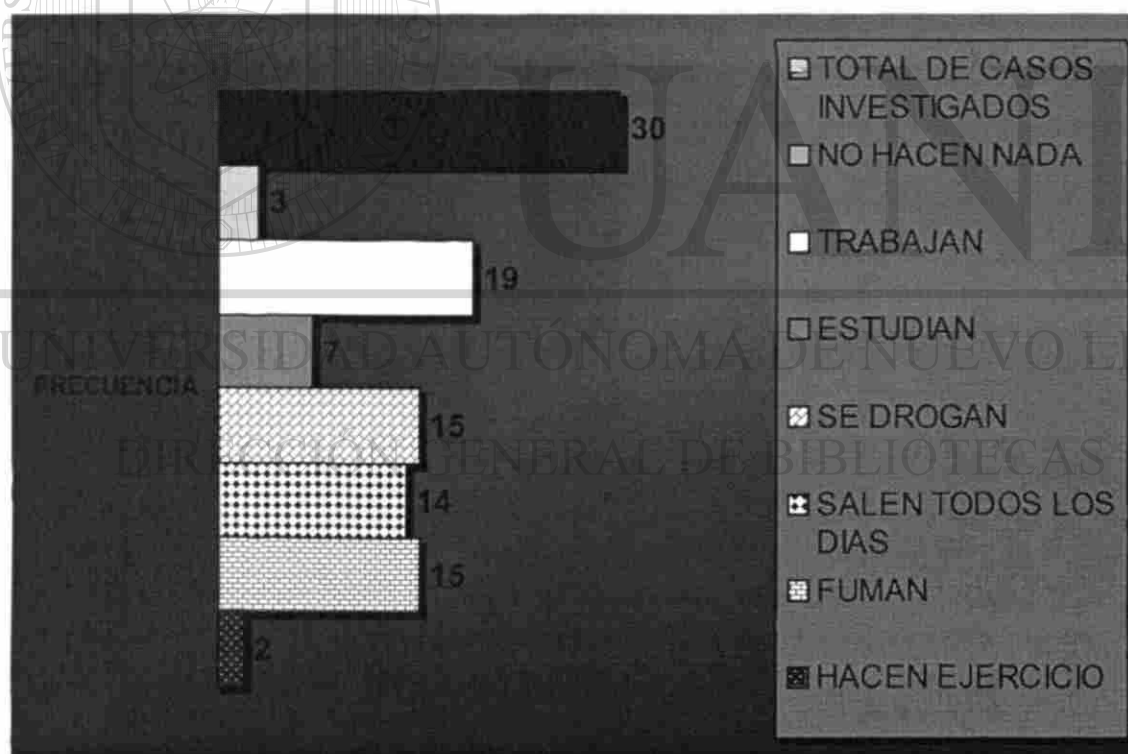 UANL
30
3
19
7
15
14
15
2
FRECUENCIA
TOTAL DE CASOS
INVESTIGADOS
NO HACEN NADA
TRABAJAN
ESTUDIAN
SE DROGAN
SALEN TODOS LOS
DIAS
FUMAN
HACEN EJERCICIO
UNIVERSIDAD AUTÓNOMA DE NUEVO
DIRECCIÓN GENERAL DE BIBLIOTECAS